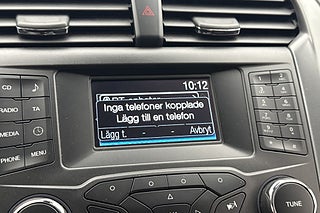 10:12
Inga telefoner kopplade
Lägg till en telefon
Lägg t. - - Avbryt
CD
RADIO TA
MEDIA
PHONE MENU
TUNE